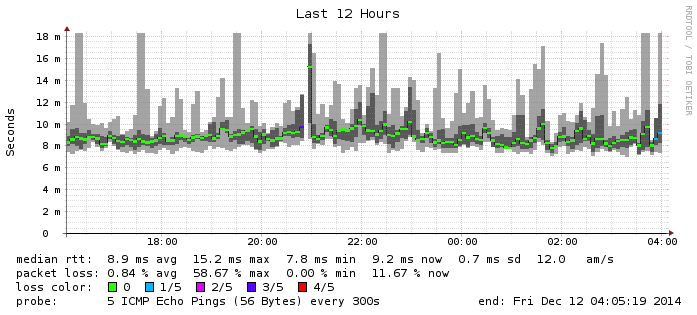 Last 12 Hours
RRDTOOL / TOBI OETIKER
Seconds
18 m
16 m
14 m
12 m
10 m
8 m
6 m
4 m
2 m
0
18:00 20:00 22:00 00:00 02:00 04:00
median rtt: 8.9 ms avg 15.2 ms max 7.8 ms min 9.2 ms now 0.7 ms sd 12.0 am/s
packet loss: 0.84 % avg 58.67 % max 0.00 % min 11.67 % now
loss color: 0 1/5 2/5 3/5 4/5
probe: 5 ICMP Echo Pings (56 Bytes) every 300s end: Fri Dec 12 04:05:19 2014